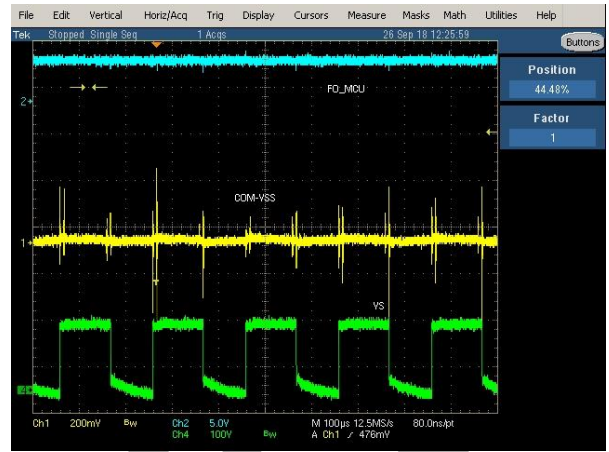 File Edit Vertical Horiz/Acq Trig Display Cursors Measure Masks Math Utilities Help
Tek Stopped Single Seq 1 Acqs 26 Sep 18 12:25:59 Buttons
Position
44.48%
Factor
1
FO_MCU
2
COM-VSS
1
VS
Ch1 200mV Bw Ch2 5.0V M 100µs 12.5MS/s 80.0ns/pt
Ch4 100V Bw A Ch1 ∕ 476mV